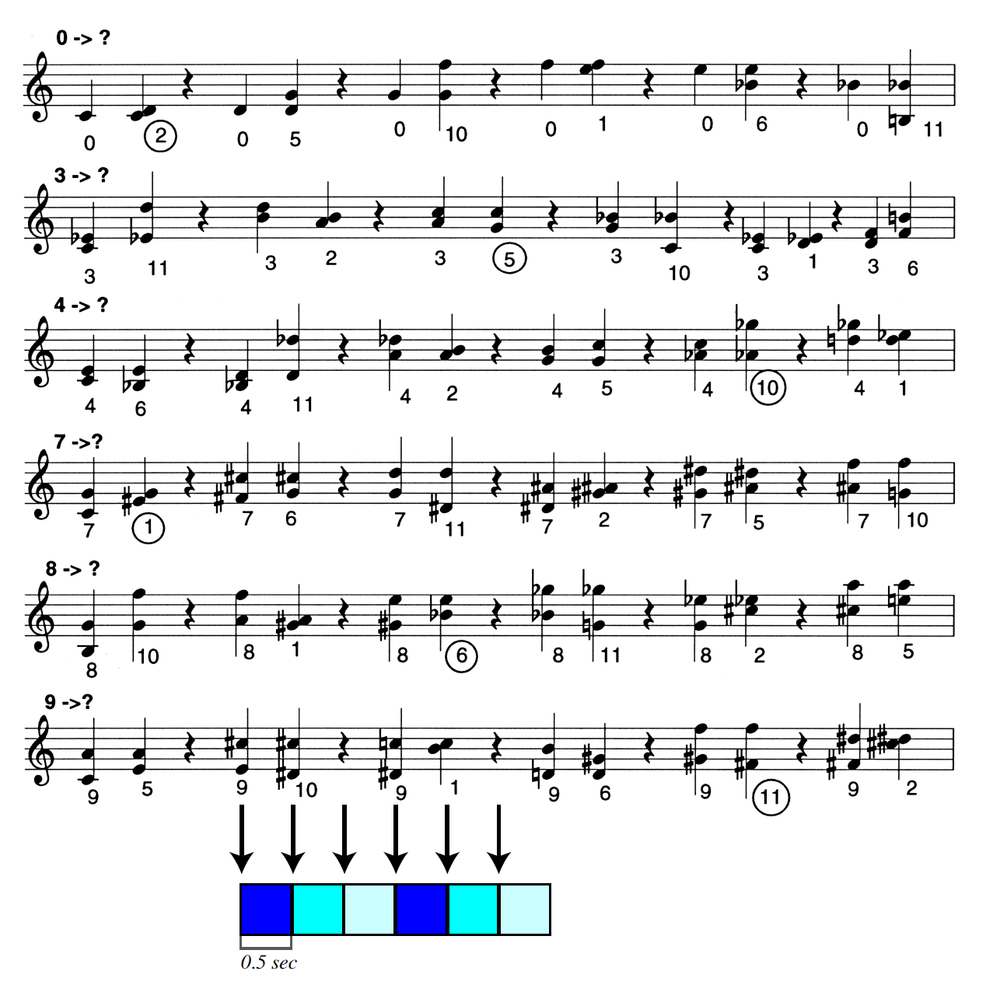 0 -> ?
0 2 0 5 0 10 0 1 0 6 0 11
3 -> ?
3 11 3 2 3 5 3 10 3 1 3 6
4 -> ?
4 6 4 11 4 2 4 5 4 10 4 1
7 ->?
7 1 7 6 7 11 7 2 7 5 7 10
8 -> ?
8 10 8 1 8 6 8 11 8 2 8 5
9 ->?
9 5 9 10 9 1 9 6 9 11 9 2
0.5 sec